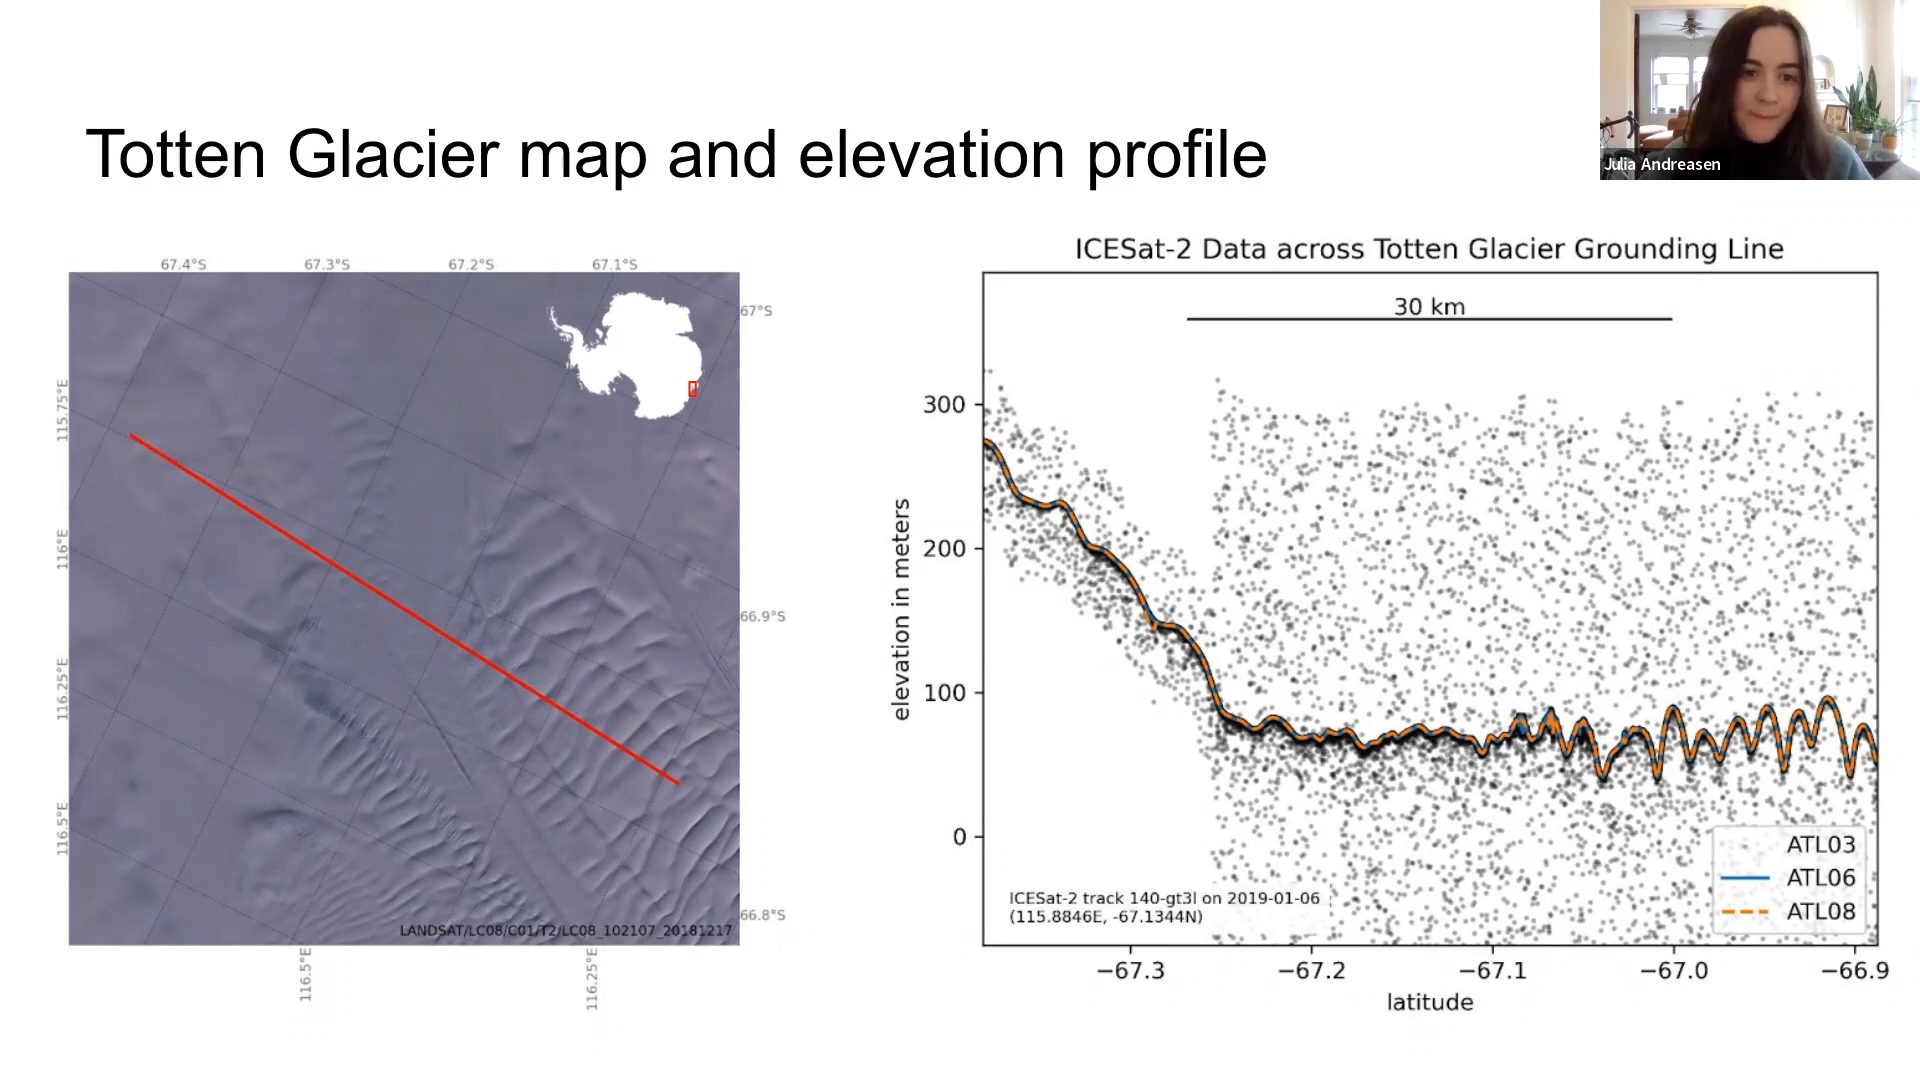 Julia Andreasen
Totten Glacier map and elevation profile
67.4°S 67.3°S 67.2°S 67.1°S
67°S
66.9°S
66.8°S
115.75°E
116°E
116.25°E
116.5°E
116.5°E 116.25°E
LANDSAT/LC08/C01/T2/LC08_102107_20181217
ICESat-2 Data across Totten Glacier Grounding Line
30 km
elevation in meters
300
200
100
0
ATL03
ATL06
ATL08
ICESat-2 track 140-gt3l on 2019-01-06
(115.8846E, -67.1344N)
−67.3 −67.2 −67.1 −67.0 −66.9
latitude